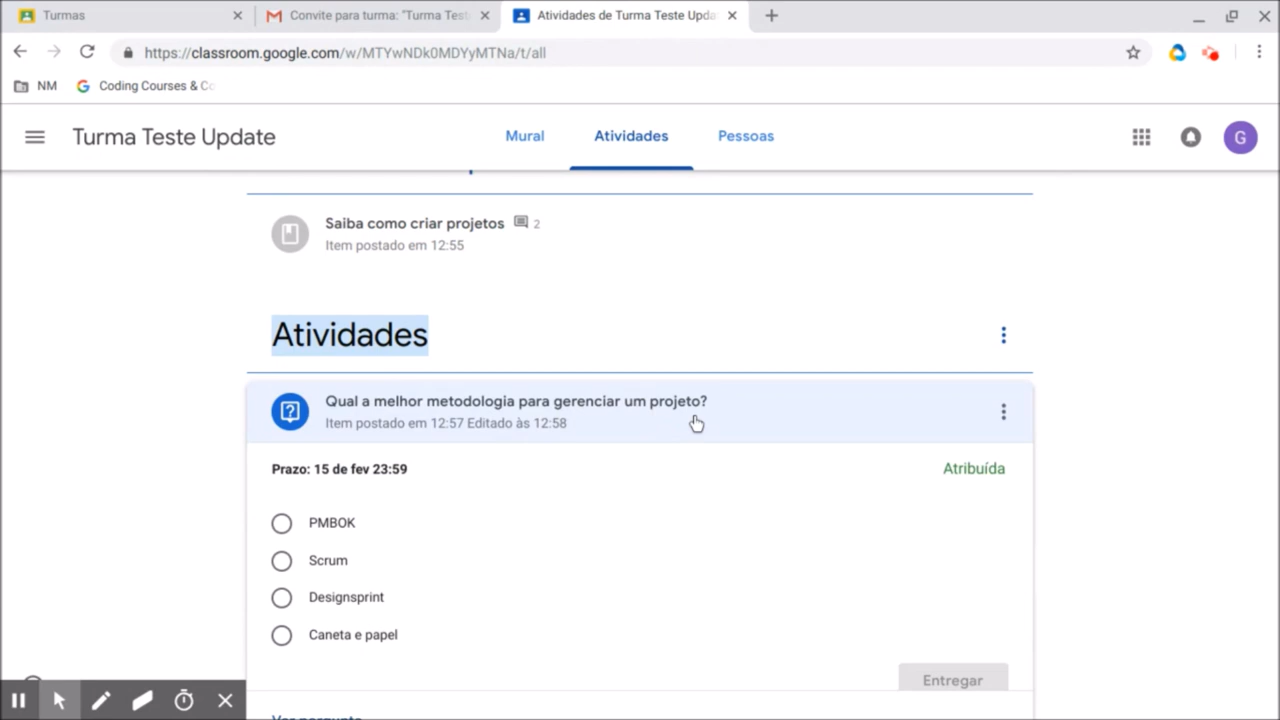 Turmas
Convite para turma: "Turma Test
Atividades de Turma Teste Upda
https://classroom.google.com/w/MTYwNDk0MDYyMTNa/t/all
NM
Coding Courses & Co
Turma Teste Update
Mural
Atividades
Pessoas
G
Saiba como criar projetos 2
Item postado em 12:55
Atividades
Qual a melhor metodologia para gerenciar um projeto?
Item postado em 12:57 Editado às 12:58
Prazo: 15 de fev 23:59
Atribuída
PMBOK
Scrum
Designsprint
Caneta e papel
Entregar
Ver pergunta